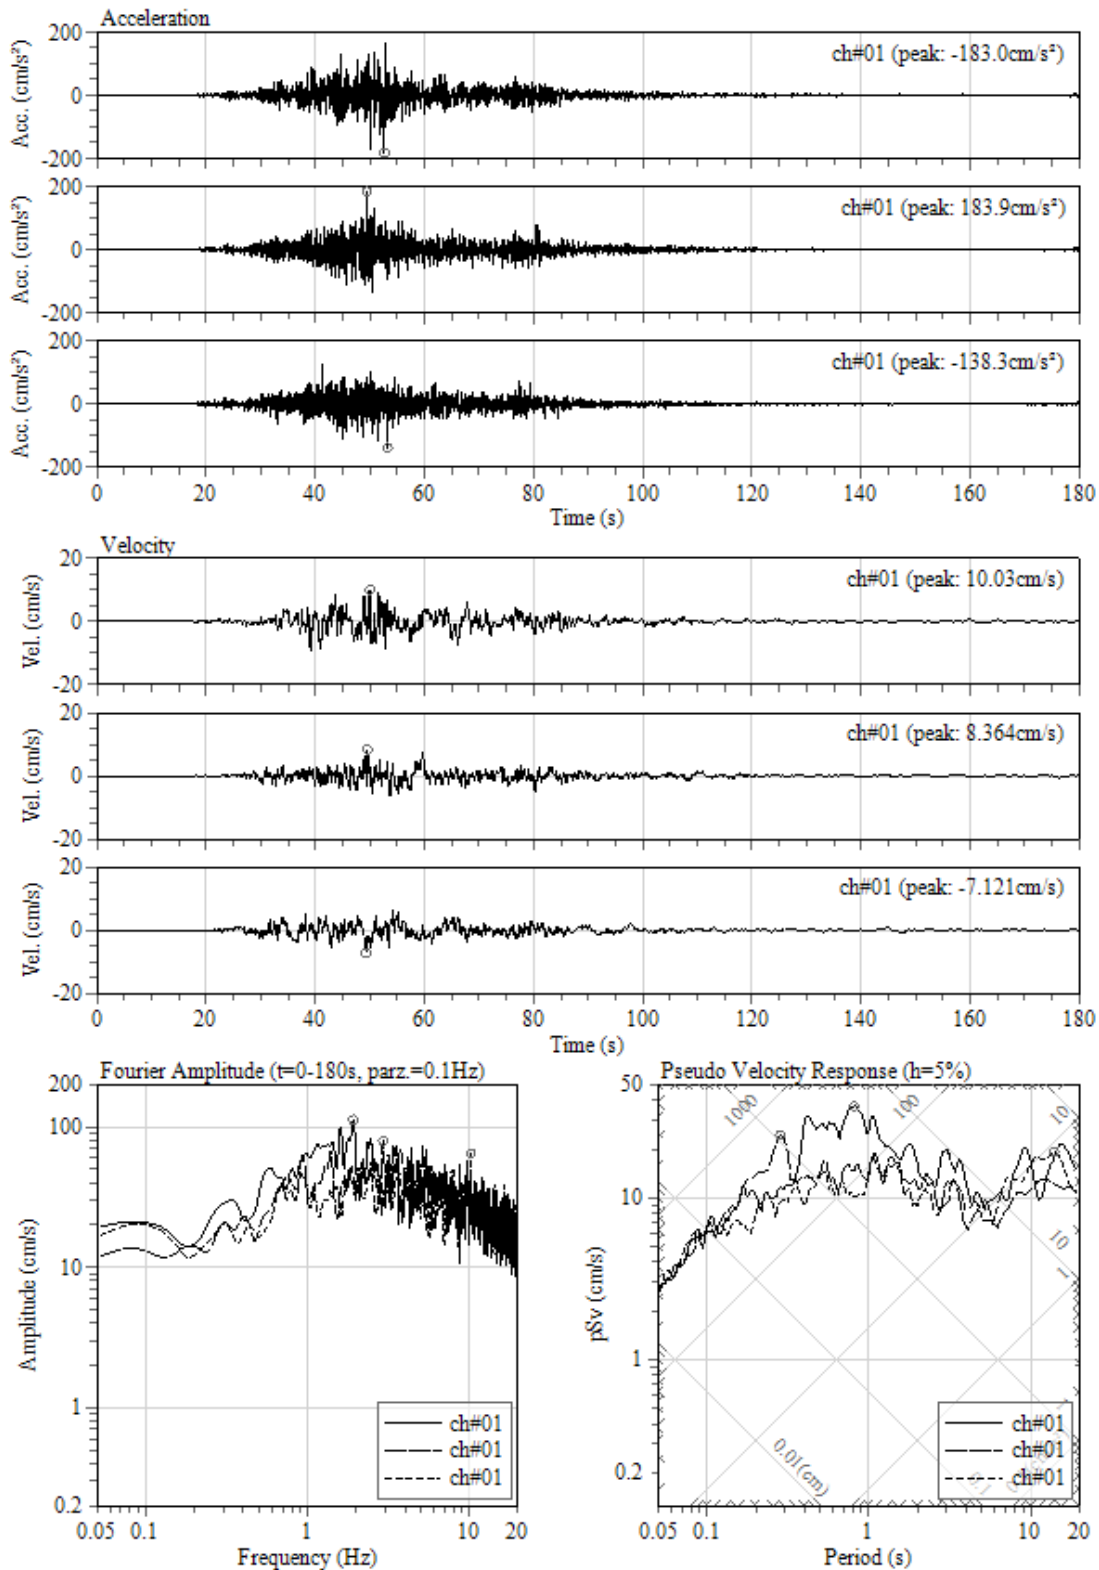 Acceleration
200
0
-200
Acc. (cm/s²)
ch#01 (peak: -183.0cm/s²)
200
0
-200
Acc. (cm/s²)
ch#01 (peak: 183.9cm/s²)
200
0
-200
Acc. (cm/s²)
ch#01 (peak: -138.3cm/s²)
0 20 40 60 80 100 120 140 160 180
Time (s)
Velocity
20
0
-20
Vel. (cm/s)
ch#01 (peak: 10.03cm/s)
20
0
-20
Vel. (cm/s)
ch#01 (peak: 8.364cm/s)
20
0
-20
Vel. (cm/s)
ch#01 (peak: -7.121cm/s)
0 20 40 60 80 100 120 140 160 180
Time (s)
Fourier Amplitude (t=0-180s, parz.=0.1Hz)
200
100
10
1
0.2
Amplitude (cm/s)
ch#01
ch#01
ch#01
0.05 0.1 1 10 20
Frequency (Hz)
Pseudo Velocity Response (h=5%)
50
10
1
0.2
pSv (cm/s)
1000
100
10
10
1
0.01(cm)
0.1
ch#01
ch#01
ch#01
0.05 0.1 1 10 20
Period (s)